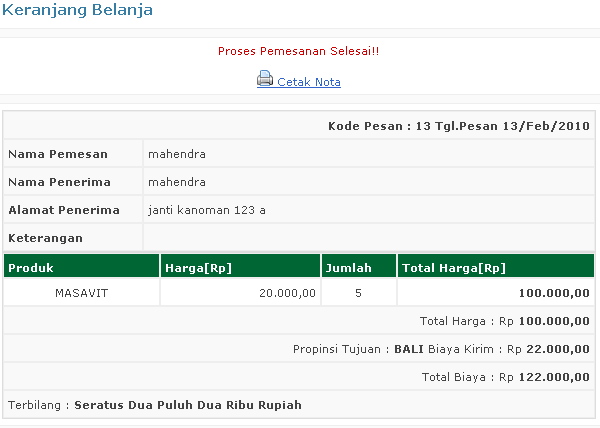 Keranjang Belanja
Proses Pemesanan Selesai!!
Cetak Nota
Kode Pesan : 13 Tgl.Pesan 13/Feb/2010
Nama Pemesan mahendra
Nama Penerima mahendra
Alamat Penerima janti kanoman 123 a
Keterangan
Produk Harga[Rp] Jumlah Total Harga[Rp]
MASAVIT 20.000,00 5 100.000,00
Total Harga : Rp 100.000,00
Propinsi Tujuan : BALI Biaya Kirim : Rp 22.000,00
Total Biaya : Rp 122.000,00
Terbilang : Seratus Dua Puluh Dua Ribu Rupiah